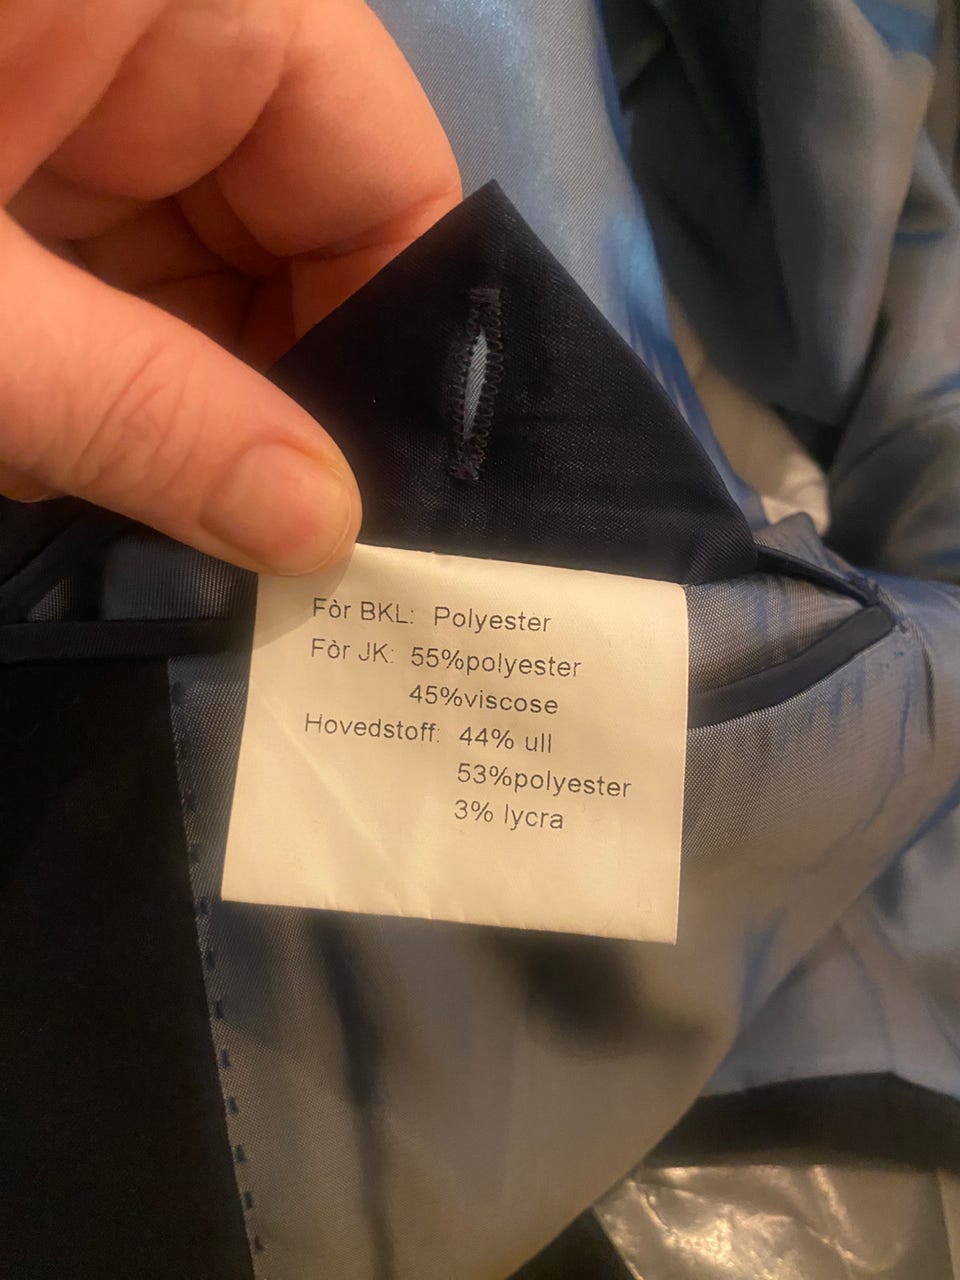 Fòr BKL: Polyester
Fòr JK: 55%polyester
45%viscose
Hovedstoff: 44% ull
53%polyester
3% lycra